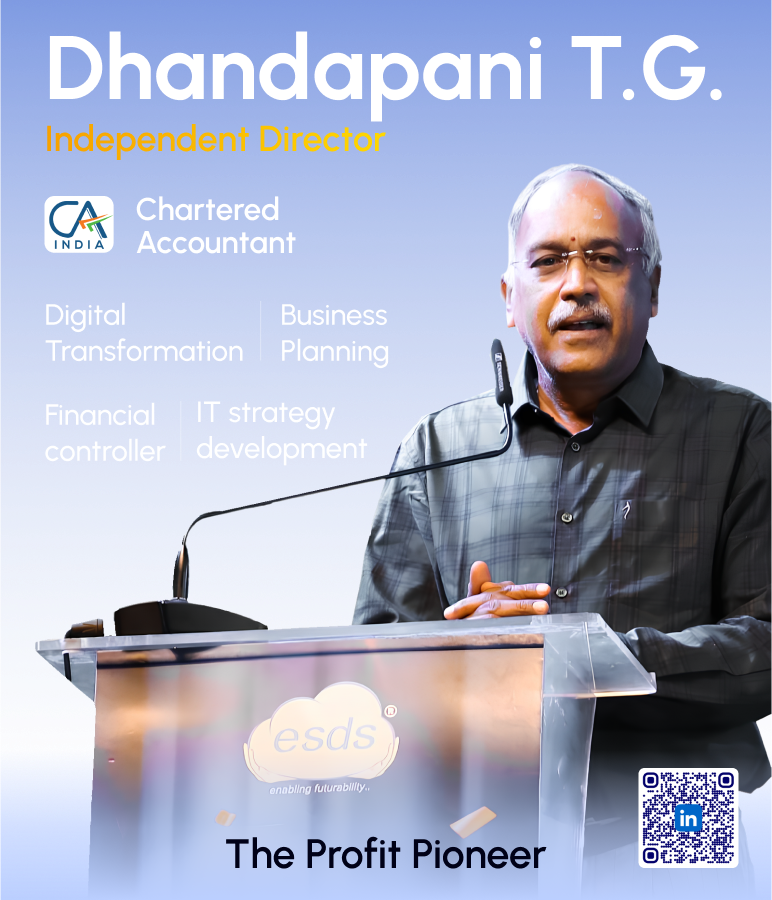 Dhandapani T.G.
Independent Director
CA
INDIA
Chartered
Accountant
Digital
Transformation
Business
Planning
Financial
controller
IT strategy
development
SENNHEISER
esds
enabling futurability..
The Profit Pioneer
in